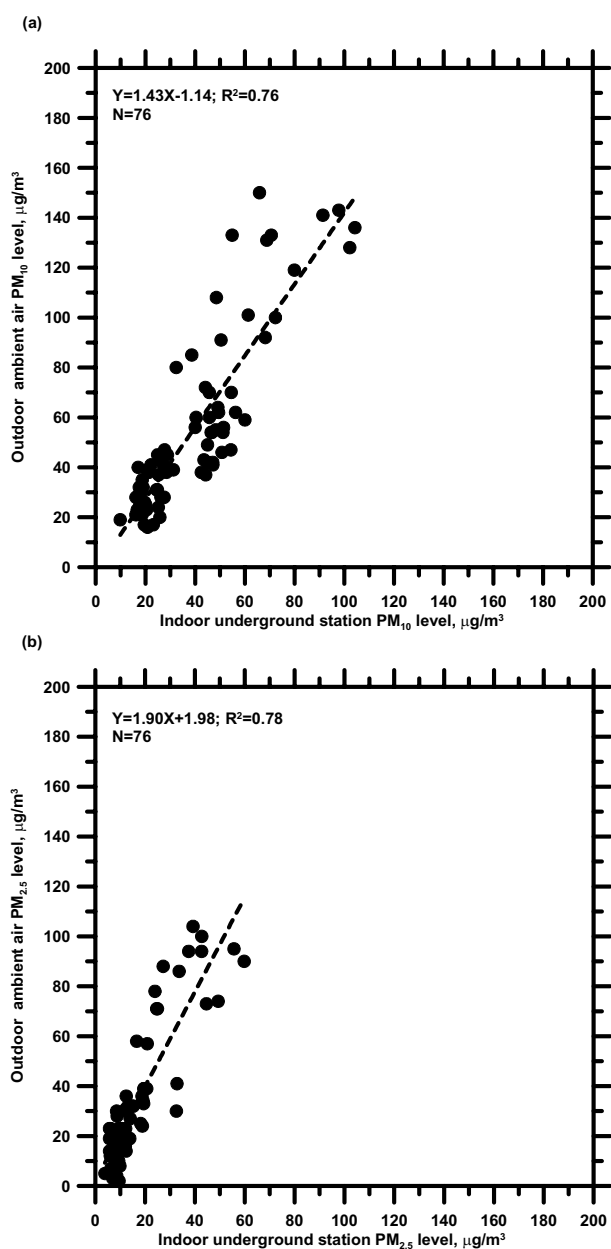 (a)
Y=1.43X-1.14; R²=0.76
N=76
Outdoor ambient air PM₁₀ level, μg/m³
200
180
160
140
120
100
80
60
40
20
0
0 20 40 60 80 100 120 140 160 180 200
Indoor underground station PM₁₀ level, μg/m³
(b)
Y=1.90X+1.98; R²=0.78
N=76
Outdoor ambient air PM₂.₅ level, μg/m³
200
180
160
140
120
100
80
60
40
20
0
0 20 40 60 80 100 120 140 160 180 200
Indoor underground station PM₂.₅ level, μg/m³